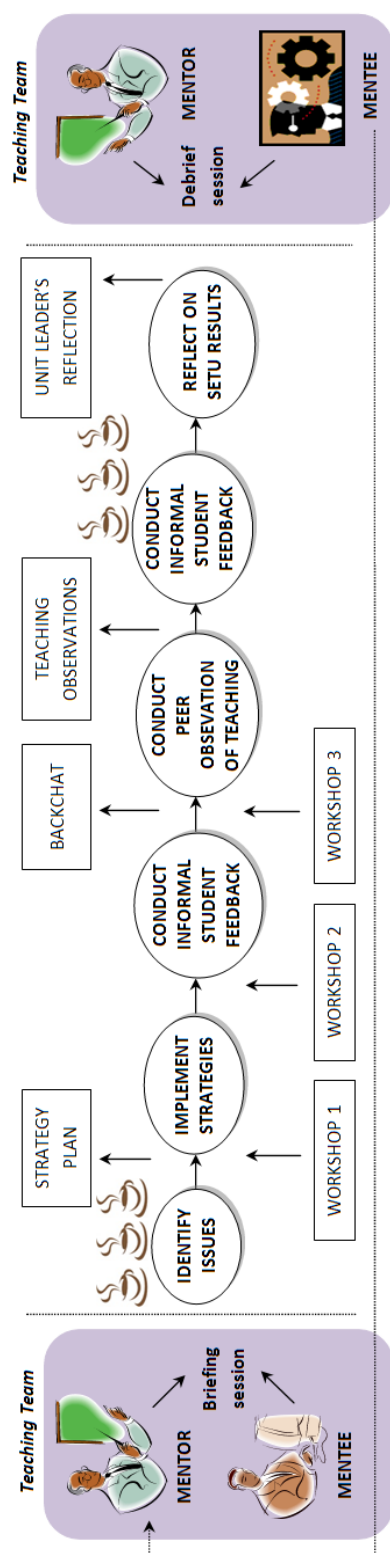 Teaching Team
MENTOR
Briefing
session
MENTEE
STRATEGY
PLAN
BACKCHAT
TEACHING
OBSERVATIONS
UNIT LEADER'S
REFLECTION
IDENTIFY
ISSUES
IMPLEMENT
STRATEGIES
CONDUCT
INFORMAL
STUDENT
FEEDBACK
CONDUCT
PEER
OBSEVATION
OF TEACHING
CONDUCT
INFORMAL
STUDENT
FEEDBACK
REFLECT ON
SETU RESULTS
WORKSHOP 1
WORKSHOP 2
WORKSHOP 3
Teaching Team
MENTOR
Debrief
session
MENTEE